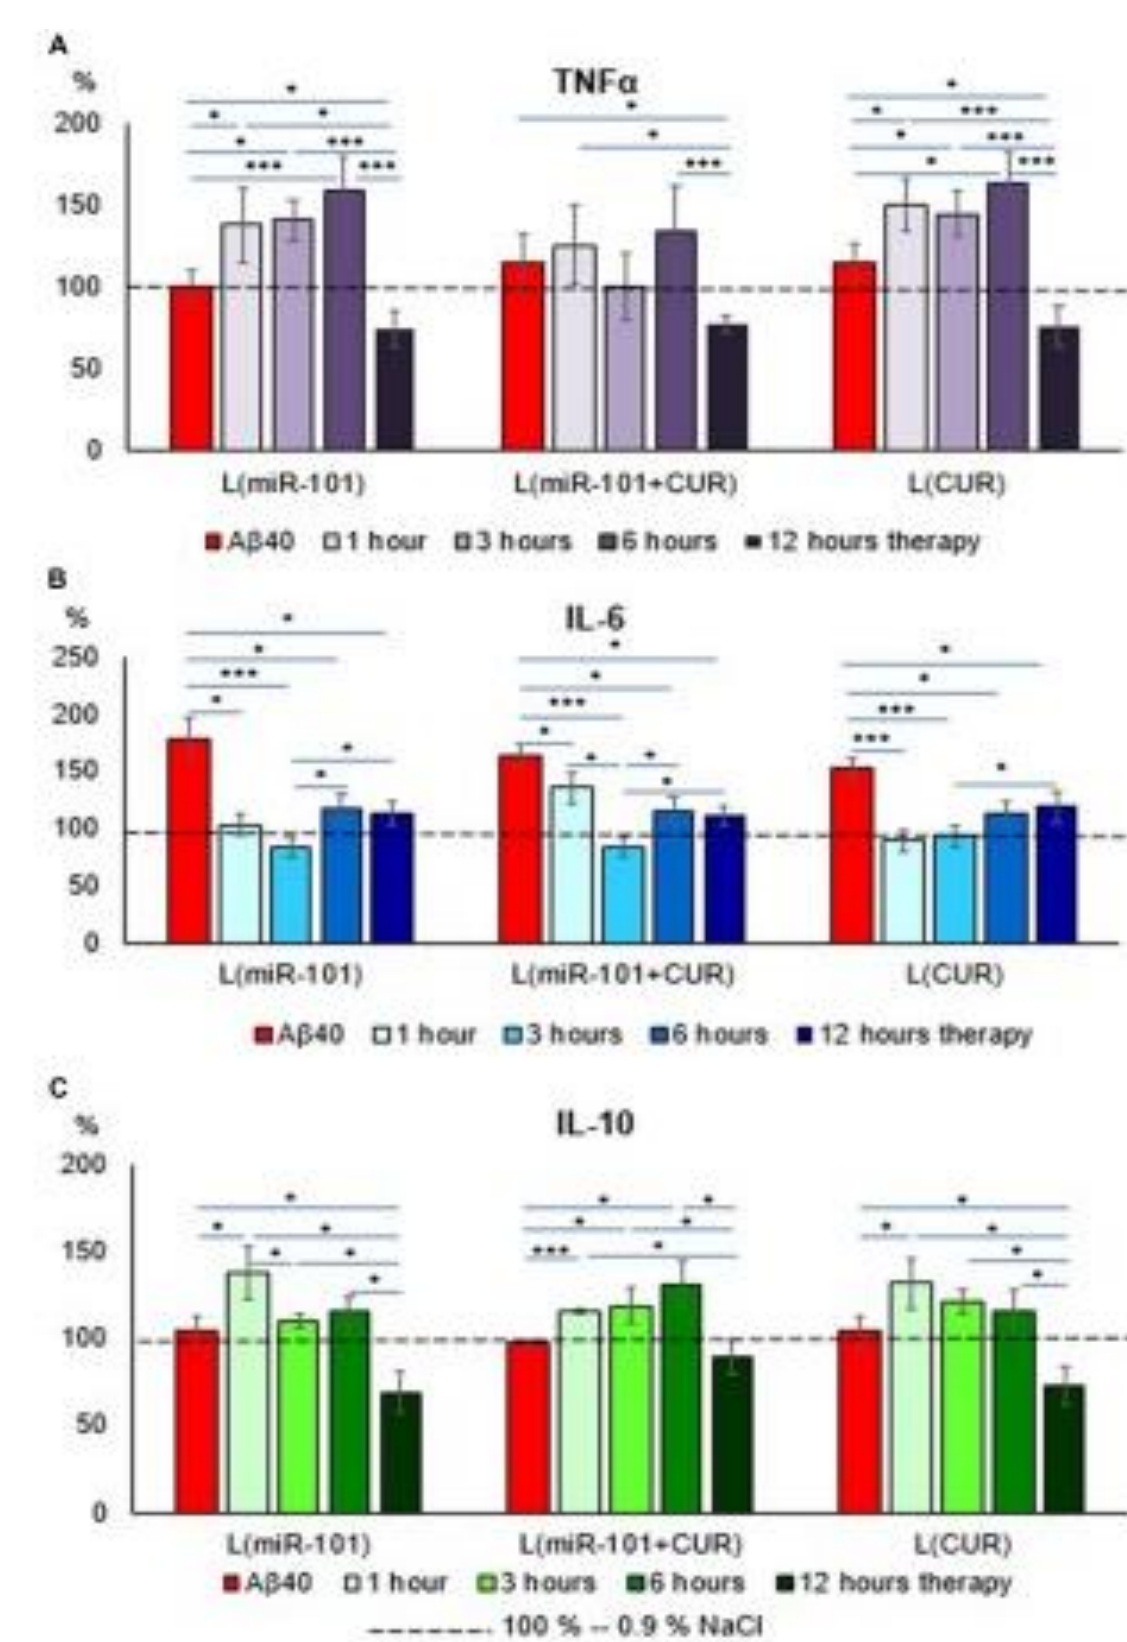 A
%
TNFα
* * * * * *** *** *** ***
* * ***
* * *** * *** * ***
200
150
100
50
0
L(miR-101) L(miR-101+CUR) L(CUR)
Aβ40 1 hour 3 hours 6 hours 12 hours therapy
B
%
IL-6
* * *** * * *
* * *** * * * *
* * *** *** *
250
200
150
100
50
0
L(miR-101) L(miR-101+CUR) L(CUR)
Aβ40 1 hour 3 hours 6 hours 12 hours therapy
C
%
IL-10
* * * * * *
* * * * *** *
* * * * *
200
150
100
50
0
L(miR-101) L(miR-101+CUR) L(CUR)
Aβ40 1 hour 3 hours 6 hours 12 hours therapy
100 % -- 0.9 % NaCl